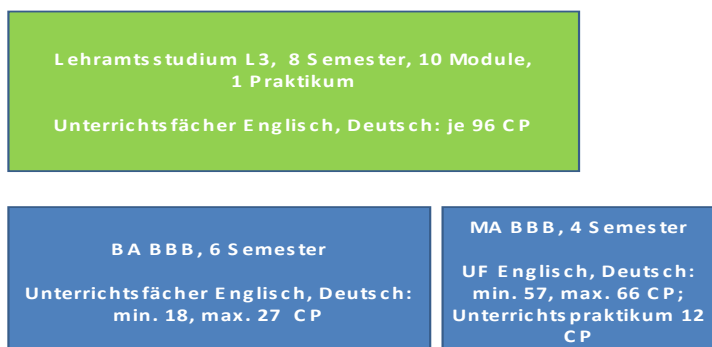 Lehramtsstudium L3, 8 Semester, 10 Module,
1 Praktikum
Unterrichtsfächer Englisch, Deutsch: je 96 CP
BA BBB, 6 Semester
Unterrichtsfächer Englisch, Deutsch:
min. 18, max. 27 CP
MA BBB, 4 Semester
UF Englisch, Deutsch:
min. 57, max. 66 CP;
Unterrichtspraktikum 12
CP